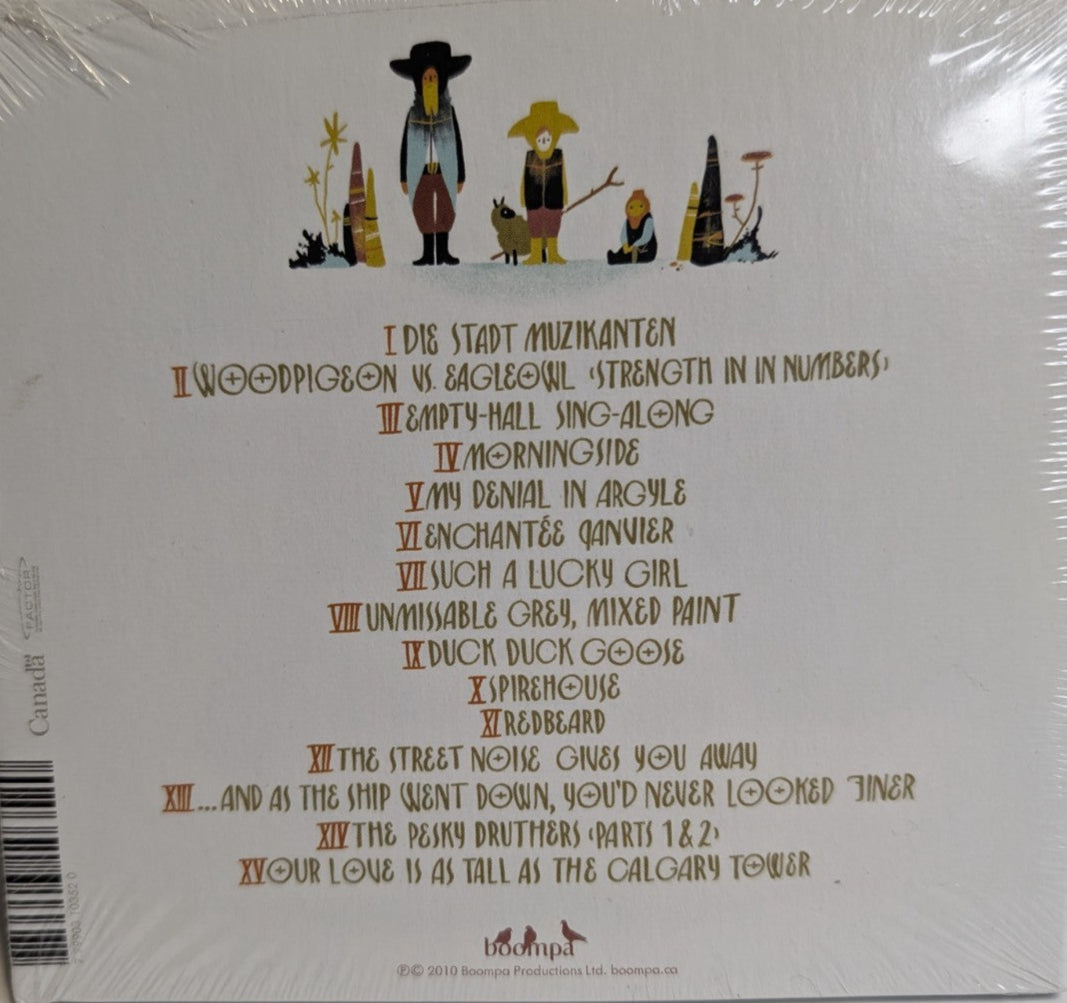 I DIE STADT MUZIKANTEN
II WOODPIGEON VS. EAGLEOWL ‹STRENGTH IN IN NUMBERS›
III EMPTY-HALL SING-ALONG
IV MORNINGSIDE
V MY DENIAL IN ARGYLE
VI ENCHANTÉE JANVIER
VII SUCH A LUCKY GIRL
VIII UNMISSABLE GREY, MIXED PAINT
IX DUCK DUCK GOOSE
X SPIREHOUSE
XI REDBEARD
XII THE STREET NOISE GIVES YOU AWAY
XIII ...AND AS THE SHIP WENT DOWN, YOU'D NEVER LOOKED FINER
XIV THE PESKY DRUTHERS ‹PARTS 1 & 2›
XV OUR LOVE IS AS TALL AS THE CALGARY TOWER
boompa
℗© 2010 Boompa Productions Ltd. boompa.ca
FACTOR
Canada